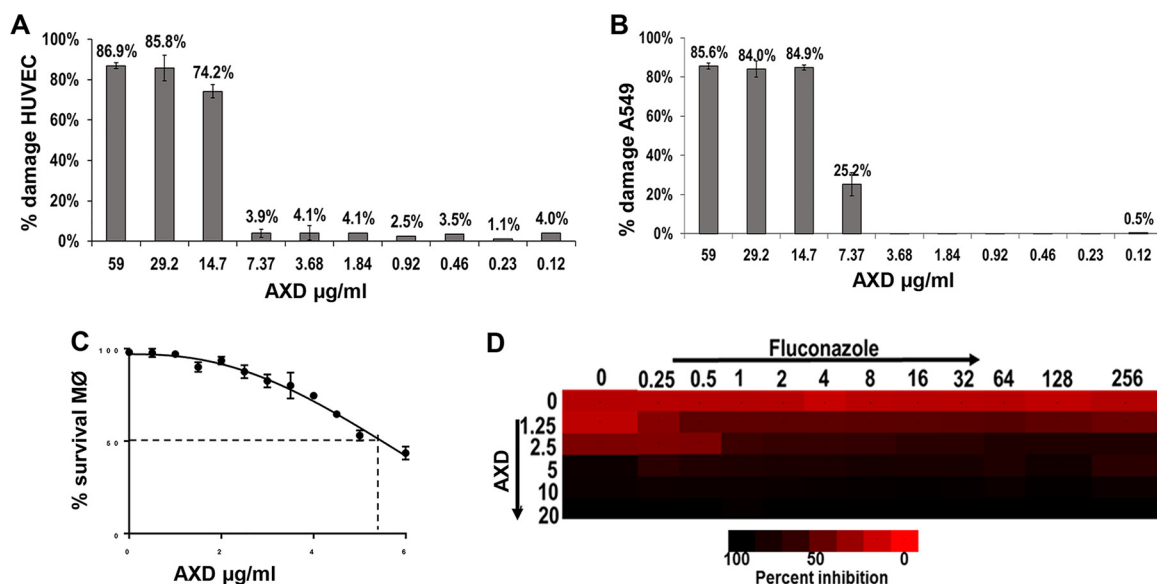 A
% damage HUVEC
100%
80%
60%
40%
20%
0%
86.9%
85.8%
74.2%
3.9%
4.1%
4.1%
2.5%
3.5%
1.1%
4.0%
59 29.2 14.7 7.37 3.68 1.84 0.92 0.46 0.23 0.12
AXD µg/ml
B
% damage A549
100%
80%
60%
40%
20%
0%
85.6%
84.0%
84.9%
25.2%
0.5%
59 29.2 14.7 7.37 3.68 1.84 0.92 0.46 0.23 0.12
AXD µg/ml
C
% survival MØ
100
50
0
0 2 4 6
AXD µg/ml
D
Fluconazole
0 0.25 0.5 1 2 4 8 16 32 64 128 256
AXD
0
1.25
2.5
5
10
20
100 50 0
Percent inhibition